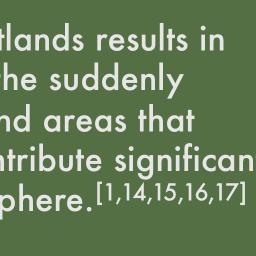 tlands results in
he suddenly
nd areas that
ntribute significan
phere.[1,14,15,16,17]